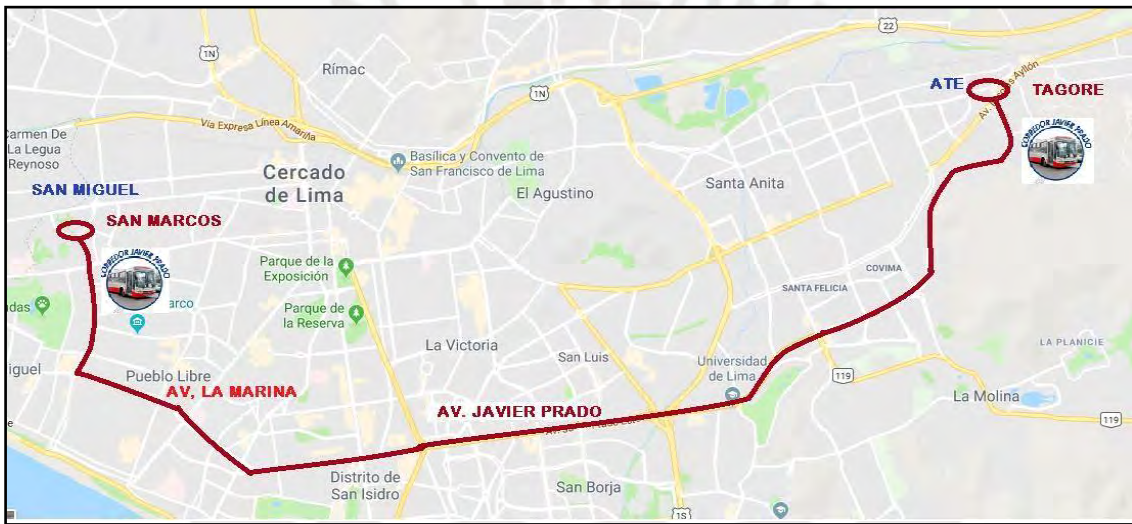 22
1N
Rímac
ATE
TAGORE
1N
Carmen De
La Legua
Reynoso
Vía Expresa Línea Amarilla
CORREDOR JAVIER PRADO
Basílica y Convento de
San Francisco de Lima
Cercado
de Lima
Santa Anita
SAN MIGUEL
El Agustino
SAN MARCOS
CORREDOR JAVIER PRADO
Parque de la
Exposición
COVIMA
SANTA FELICIA
Parque de
la Reserva
La Victoria
LA PLANICIE
San Luis
Universidad
de Lima
Pueblo Libre
119
AV, LA MARINA
La Molina
AV. JAVIER PRADO
119
Distrito de
San Isidro
San Borja
1S